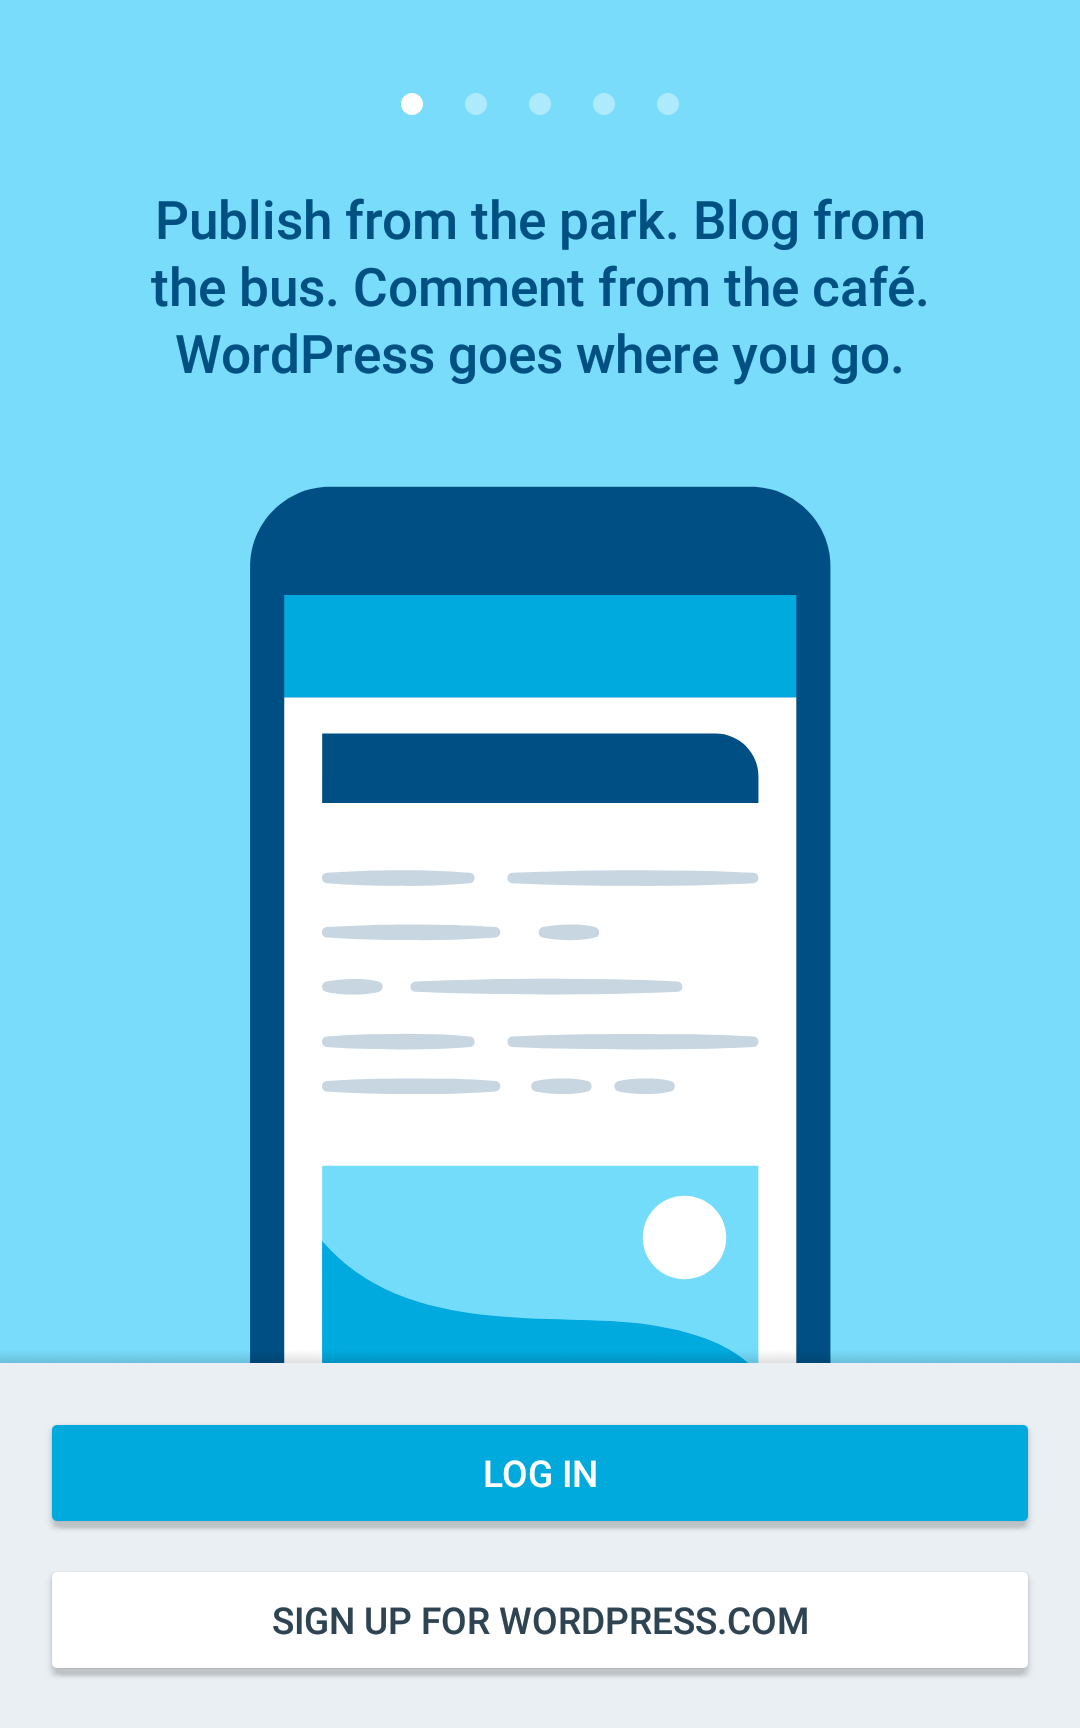 Publish from the park. Blog from
the bus. Comment from the café.
WordPress goes where you go.
LOG IN
SIGN UP FOR WORDPRESS.COM